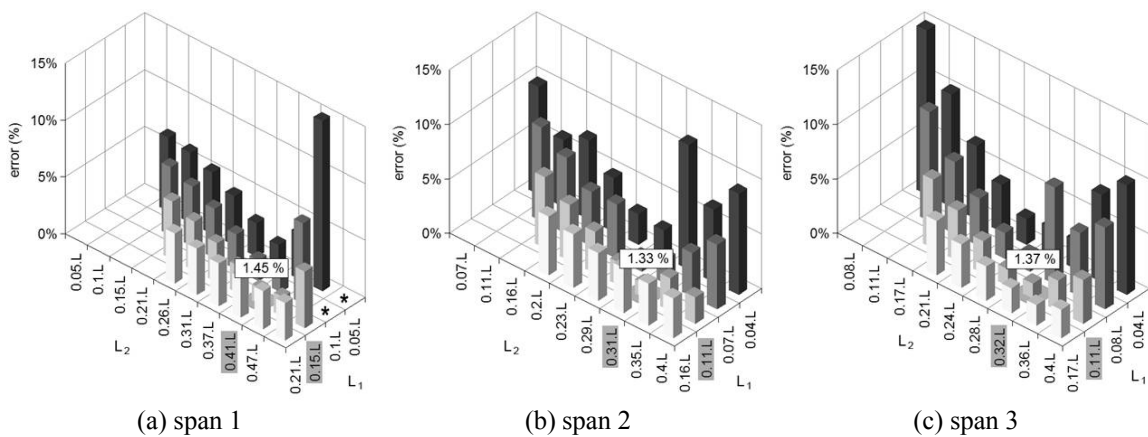 15%
10%
5%
0%
error (%)
0.05.L
0.1.L
0.15.L
0.21.L
0.26.L
0.31.L
0.37.L
0.41.L
0.47.L
L2
1.45 %
*
*
0.21.L
0.15.L
0.1.L
0.05.L
L1
(a) span 1
15%
10%
5%
0%
error (%)
0.07.L
0.11.L
0.16.L
0.2.L
0.23.L
0.29.L
0.31.L
0.35.L
0.4.L
L2
1.33 %
0.16.L
0.11.L
0.07.L
0.04.L
L1
(b) span 2
15%
10%
5%
0%
error (%)
0.08.L
0.11.L
0.17.L
0.21.L
0.24.L
0.28.L
0.32.L
0.36.L
0.4.L
L2
1.37 %
0.17.L
0.11.L
0.08.L
0.04.L
L1
(c) span 3